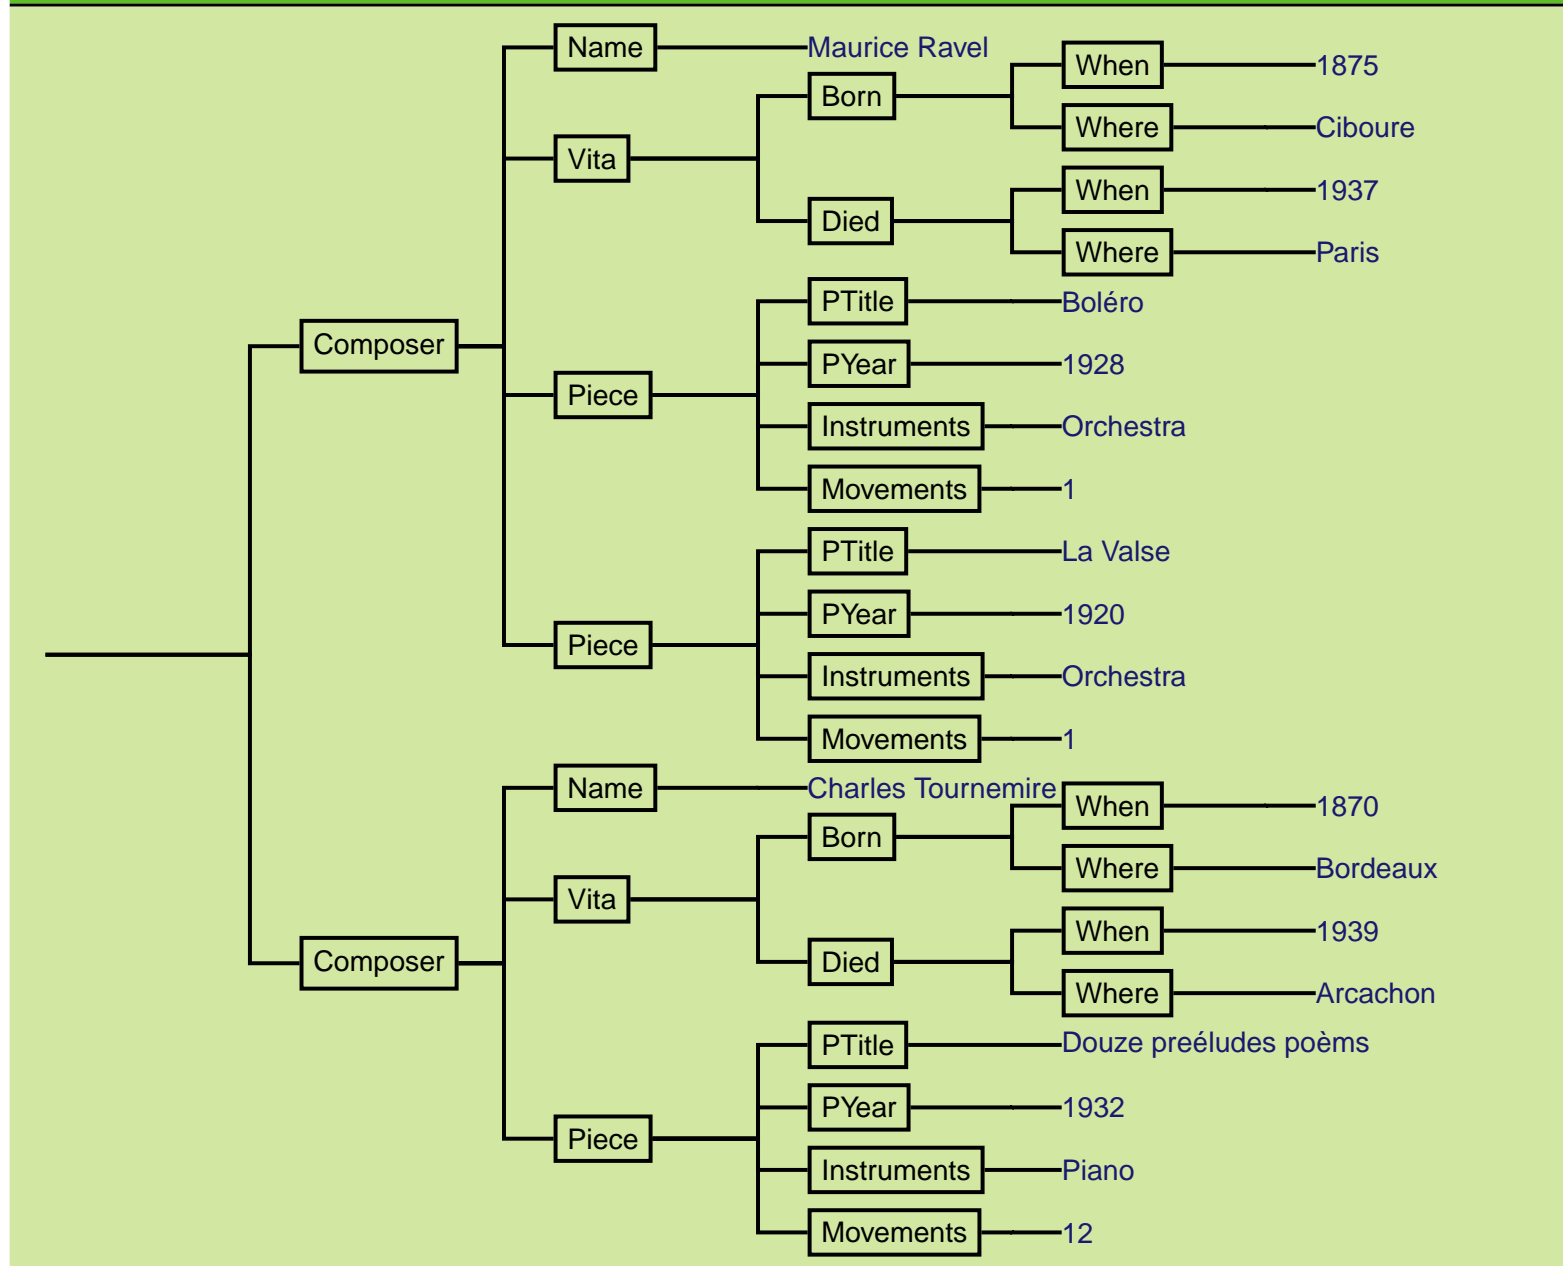 Name Maurice Ravel
When 1875
Born
Where Ciboure
Vita
When 1937
Died
Where Paris
PTitle Boléro
Composer
PYear 1928
Piece
Instruments Orchestra
Movements 1
PTitle La Valse
PYear 1920
Piece
Instruments Orchestra
Movements 1
Name Charles Tournemire
When 1870
Born
Where Bordeaux
Vita
When 1939
Composer
Died
Where Arcachon
PTitle Douze preéludes poèms
PYear 1932
Piece
Instruments Piano
Movements 12